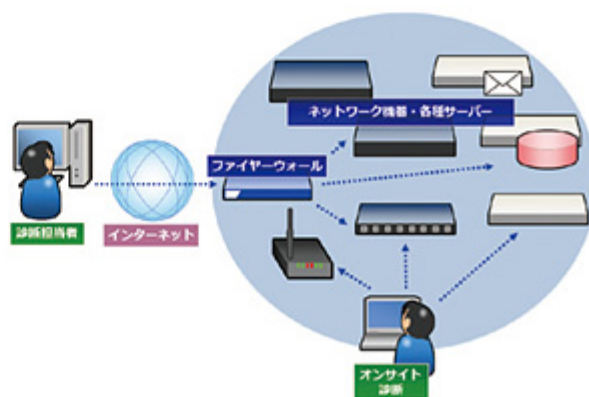 ネットワーク機器・各種サーバー
ファイヤーウォール
診断担当者
インターネット
オンサイト
診断